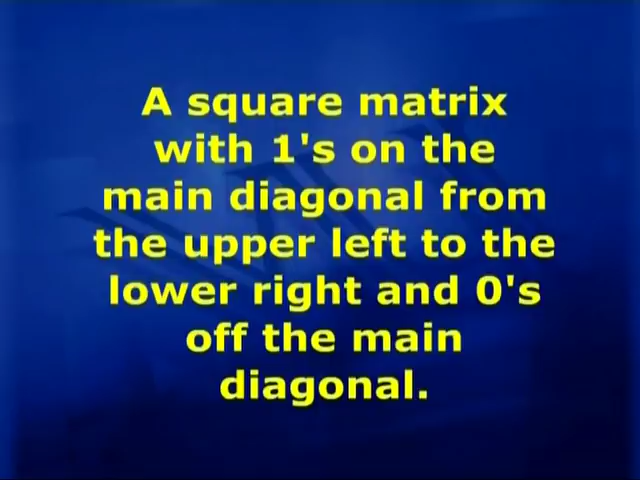 A square matrix
with 1's on the
main diagonal from
the upper left to the
lower right and 0's
off the main
diagonal.